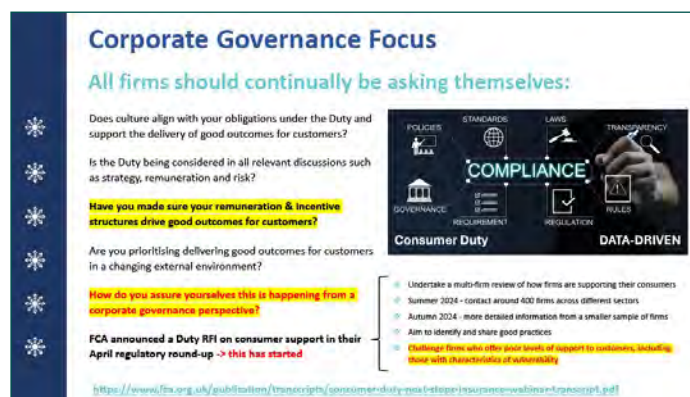 Corporate Governance Focus
All firms should continually be asking themselves:
Does culture align with your obligations under the Duty and
support the delivery of good outcomes for customers?
Is the Duty being considered in all relevant discussions such
as strategy, remuneration and risk?
Have you made sure your remuneration & incentive
structures drive good outcomes for customers?
Are you prioritising delivering good outcomes for customers
in a changing external environment?
How do you assure yourselves this is happening from a
corporate governance perspective?
FCA announced a Duty RFI on consumer support in their
April regulatory round-up -> this has started
POLICIES
STANDARDS
LAWS
TRANSPARENCY
COMPLIANCE
GOVERNANCE
REQUIREMENT
REGULATION
RULES
Consumer Duty
DATA-DRIVEN
Undertake a multi-firm review of how firms are supporting their consumers
Summer 2024 - contact around 400 firms across different sectors
Autumn 2024 - more detailed information from a smaller sample of firms
Aim to identify and share good practices
Challenge firms who offer poor levels of support to customers, including
those with characteristics of vulnerability
https://www.fca.org.uk/publication/transcripts/consumer-duty-next-steps-insurance-webinar-transcript.pdf